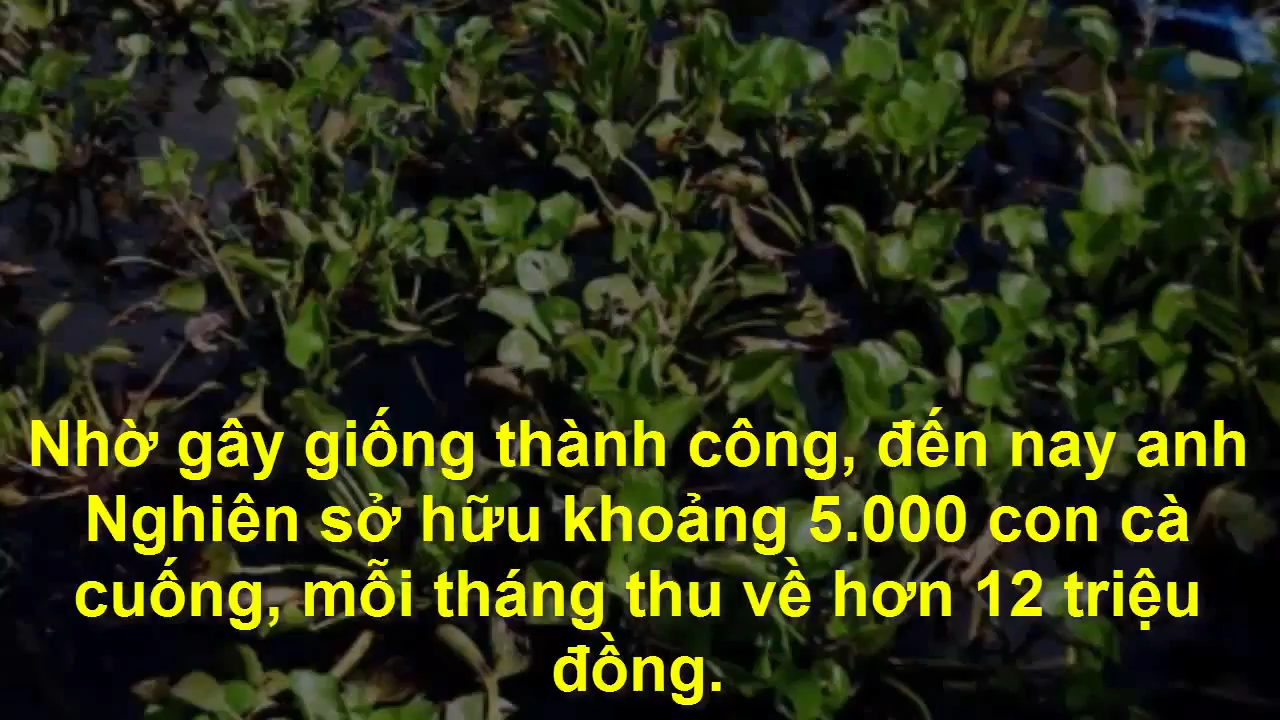 Nhờ gây giống thành công, đến nay anh
Nghiên sở hữu khoảng 5.000 con cà
cuống, mỗi tháng thu về hơn 12 triệu
đồng.